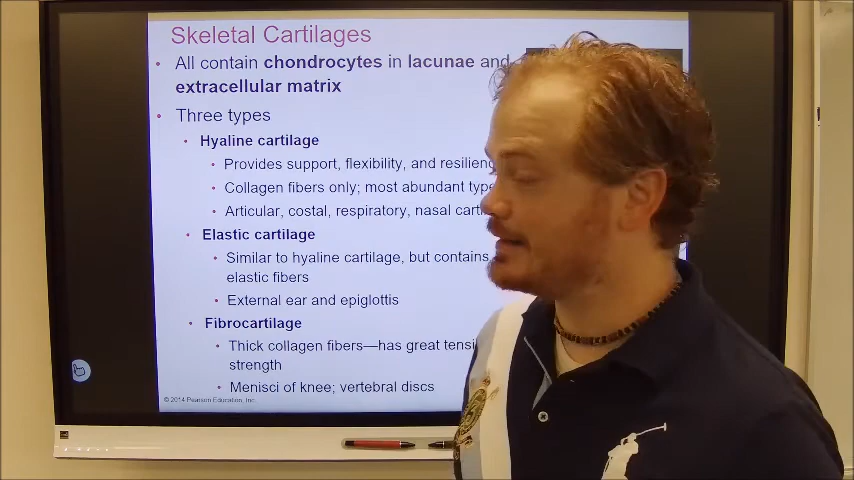 Skeletal Cartilages
• All contain chondrocytes in lacunae and
extracellular matrix
• Three types
• Hyaline cartilage
• Provides support, flexibility, and resilienc
• Collagen fibers only; most abundant type
• Articular, costal, respiratory, nasal carti
• Elastic cartilage
• Similar to hyaline cartilage, but contains
elastic fibers
• External ear and epiglottis
• Fibrocartilage
• Thick collagen fibers—has great tensi
strength
• Menisci of knee; vertebral discs
© 2014 Pearson Education, Inc.